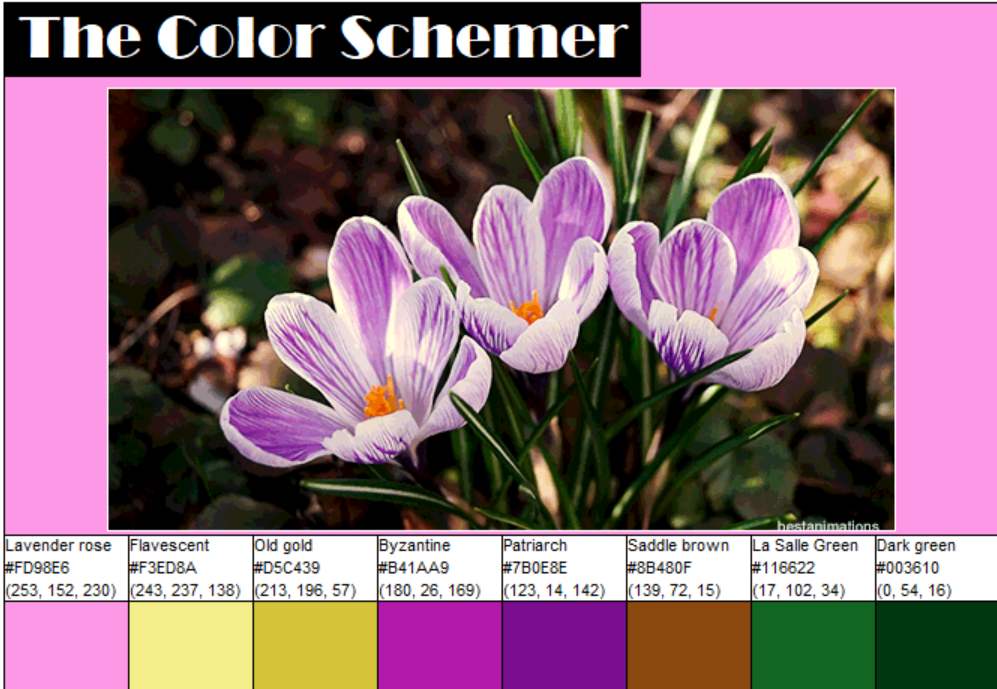 The Color Schemer
bestanimations
Lavender rose Flavescent Old gold Byzantine Patriarch Saddle brown La Salle Green Dark green
#FD98E6 #F3ED8A #D5C439 #B41AA9 #7B0E8E #8B480F #116622 #003610
(253, 152, 230) (243, 237, 138) (213, 196, 57) (180, 26, 169) (123, 14, 142) (139, 72, 15) (17, 102, 34) (0, 54, 16)